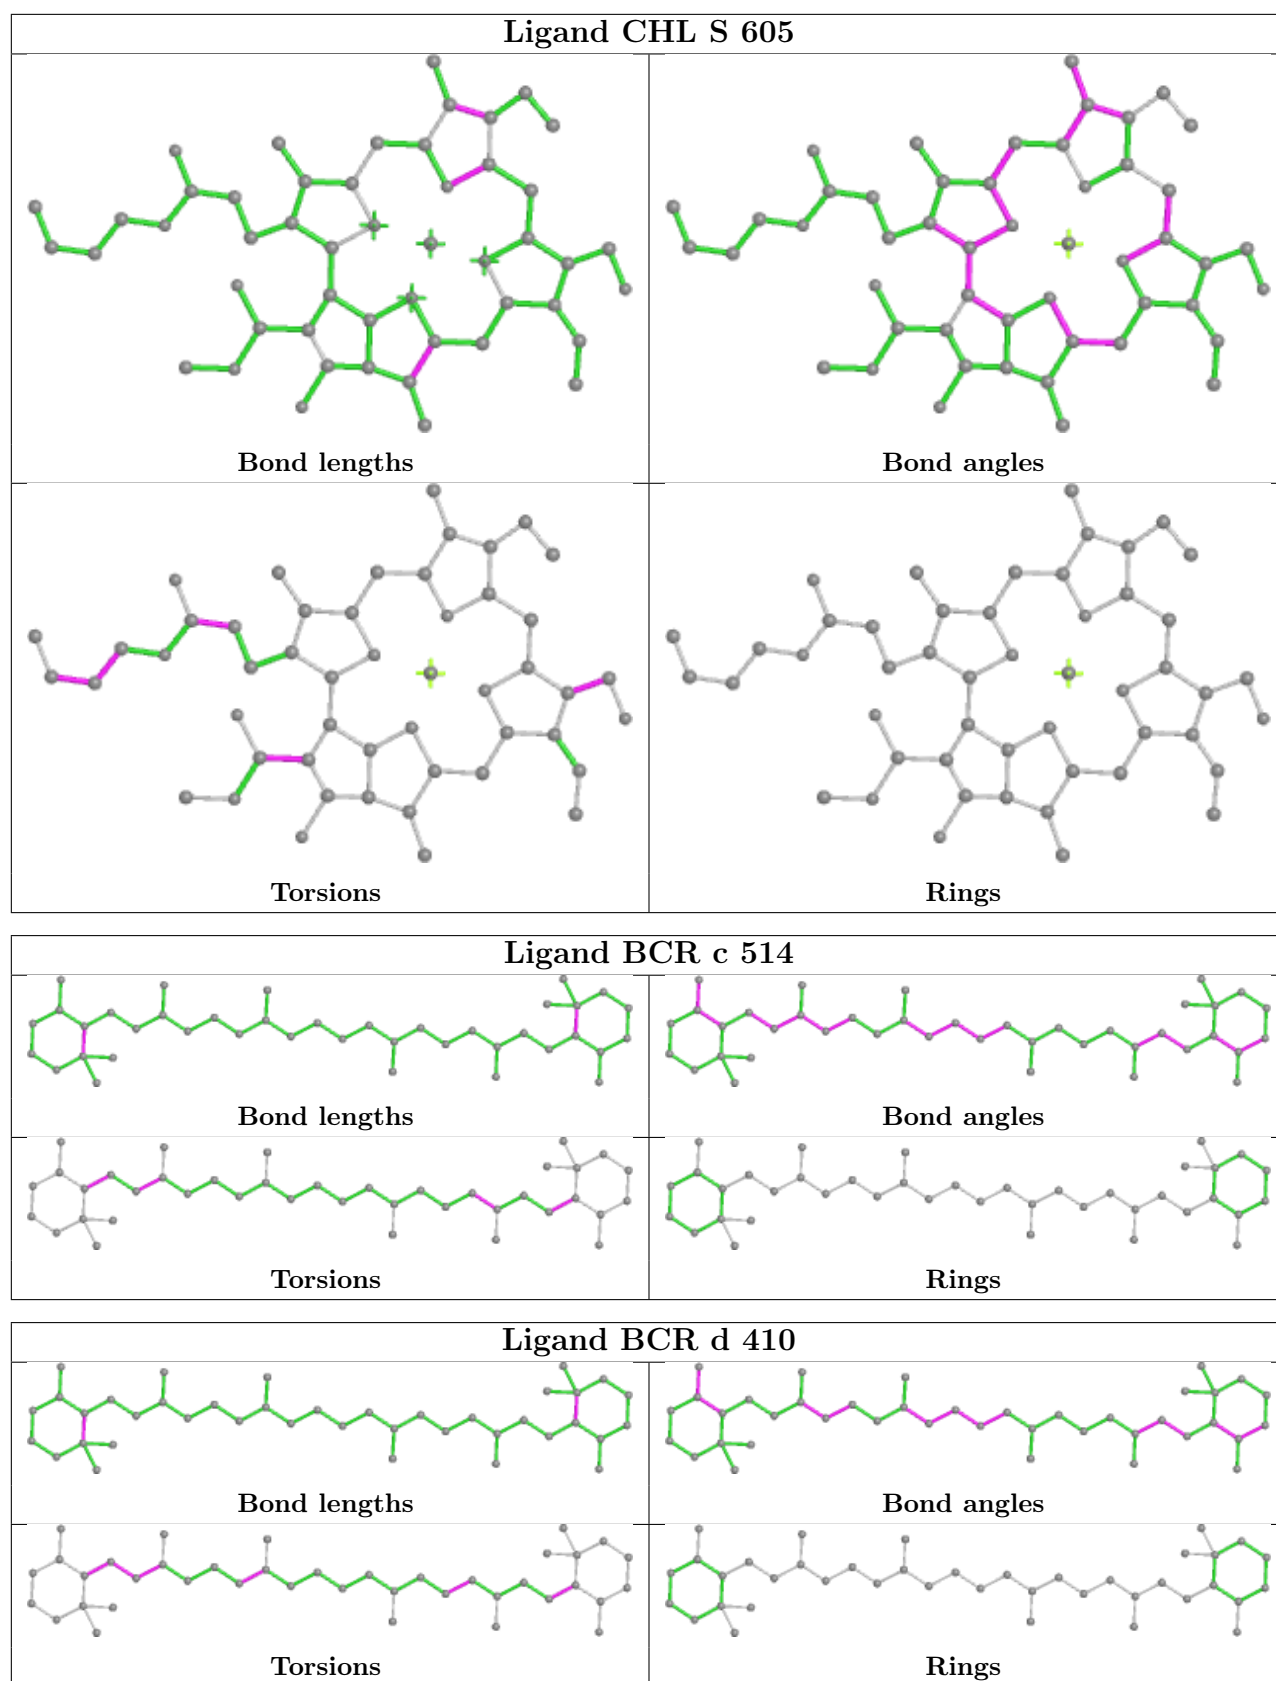 Ligand CHL S 605
Bond lengths
Bond angles
Torsions
Rings
Ligand BCR c 514
Bond lengths
Bond angles
Torsions
Rings
Ligand BCR d 410
Bond lengths
Bond angles
Torsions
Rings